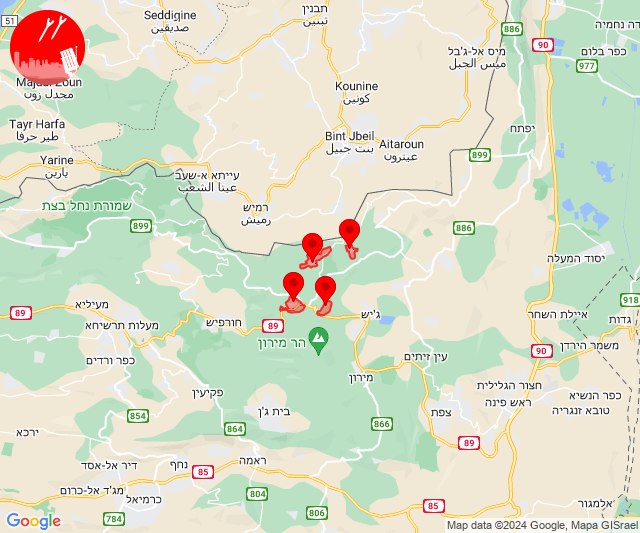 Seddiqine
صديقين
תבנין
تبنين
886
90
שדה נחמיה
כפר בלום
977
51
Majdal Zoun
مجدل زون
Kounine
كونين
מיס אל-ג'בל
ميس الجبل
Tayr Harfa
طير حرفا
Bint Jbeil
بنت جبيل
Aitaroun
عيترون
יפתח
899
Yarine
يارين
עייתא א-שער
عيتا الشعب
רמיש
رميش
שמורת נחל בצת
899
886
יסוד המעלה
918
מעיליא
89
מעלות תרשיחא
חורפיש
89
ג'יש
איילת השחר
גדות
הר מירון
כפר ורדים
עין זיתים
90
משמר הירדן
מירון
חצור הגלילית
ראש פינה
כפר הנשיא
טובא זנגריה
פקיעין
854
בית ג'ן
866
צפת
864
ירכא
89
דיר אל-אסד
נחף
85
ראמה
מג'ד אל-כרום
כרמיאל
804
85
אלמגור
784
806
Google
Map data ©2024 Google, Mapa GISrael